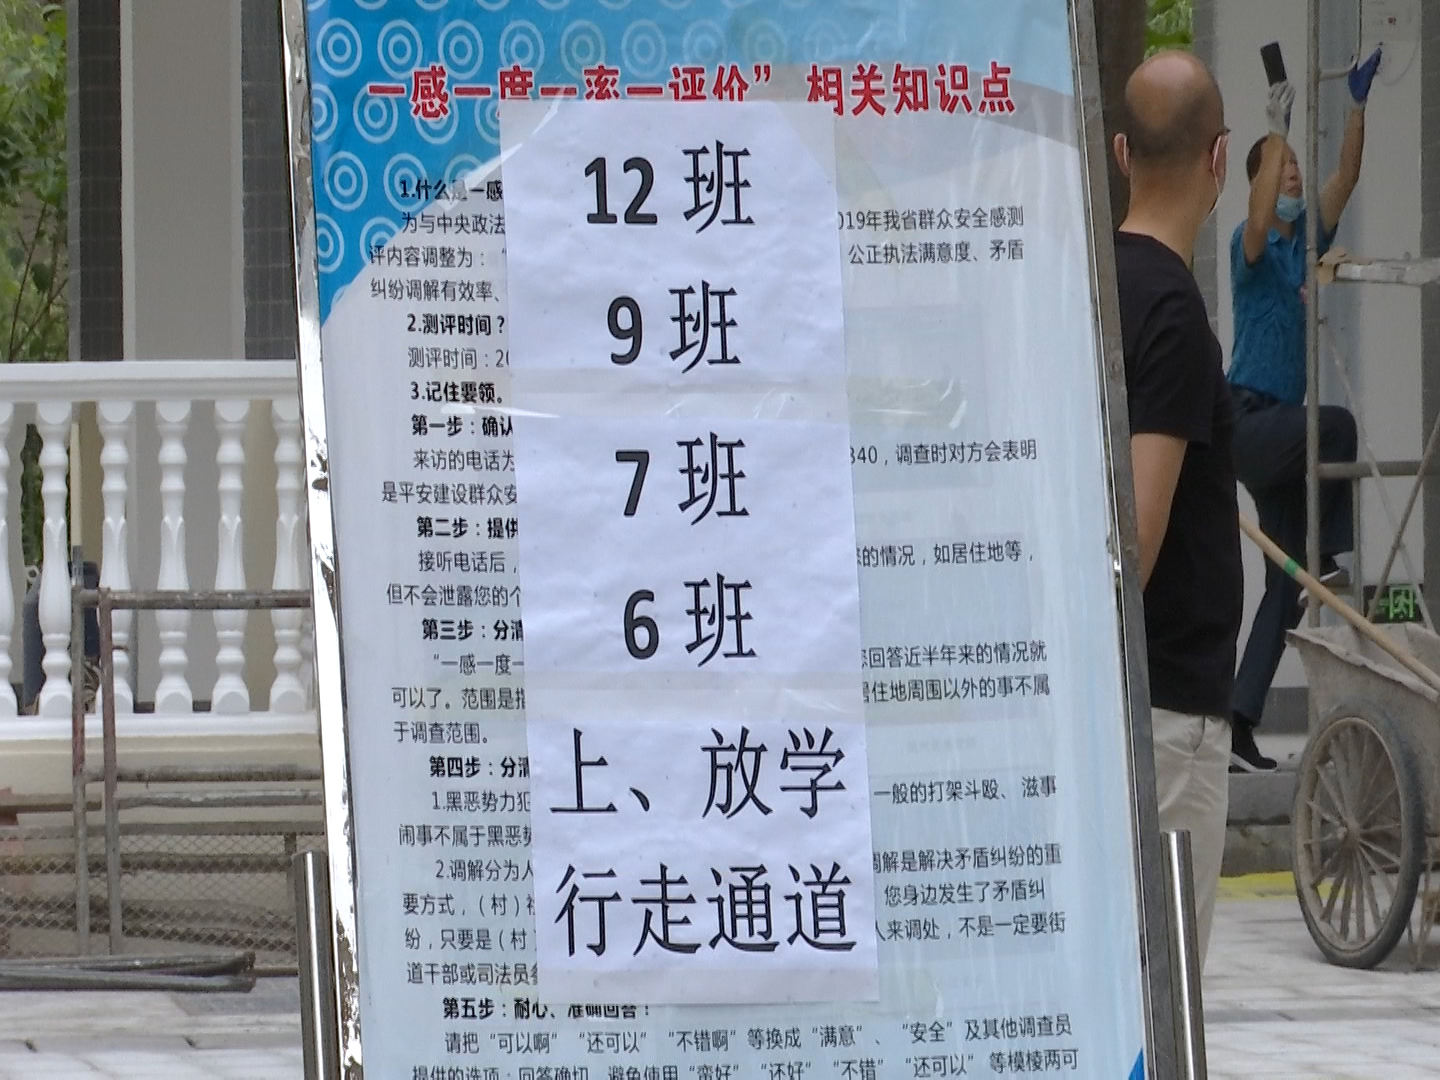 一感一度一率一评价” 相关知识点
12 班
9 班
7 班
6 班
上、放学
行走通道
1.什么是一感
为与中央政法
019年我省群众安全感测
评内容调整为：“
公正执法满意度、矛盾
纠纷调解有效率、
2.测评时间？
测评时间：20
3.记住要领。
第一步：确认
来访的电话为
340，调查时对方会表明
是平安建设群众安
第二步：提供
接听电话后，
的情况，如居住地等，
但不会泄露您的个
第三步：分清
“一感一度一
回答近半年来的情况就
可以了。范围是指
居住地周围以外的事不属
于调查范围。
第四步：分清
1.黑恶势力犯
一般的打架斗殴、滋事
闹事不属于黑恶势
2.调解分为人
调解是解决矛盾纠纷的重
要方式，（村）社
您身边发生了矛盾纠
纷，只要是（村
人来调处，不是一定要街
道干部或司法员参
第五步：耐心、准确回答！
请把“可以啊” “还可以” “不错啊” 等换成“满意”、 “安全” 及其他调查员
提供的选项；回答确切，避免使用“蛮好” “还好” “不错” “还可以” 等模棱两可